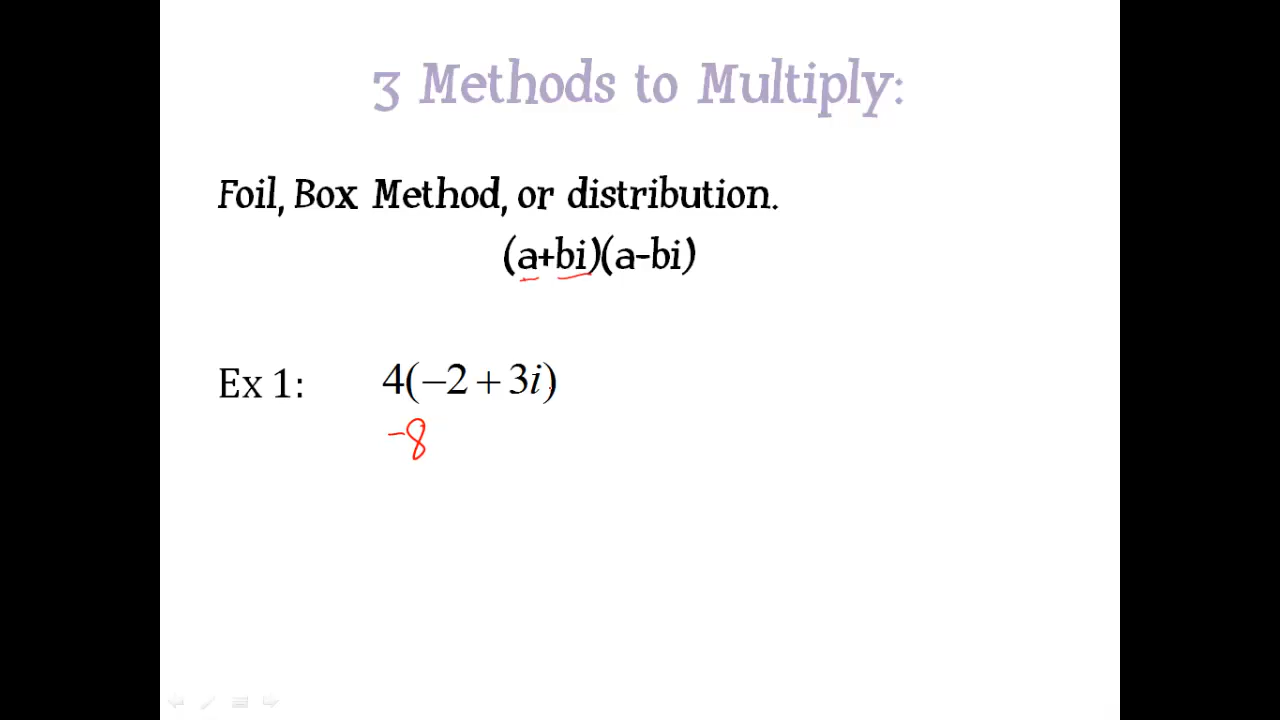 3 Methods to Multiply:
Foil, Box Method, or distribution.
(a+bi)(a-bi)
Ex 1: 4(−2 + 3i)
-8